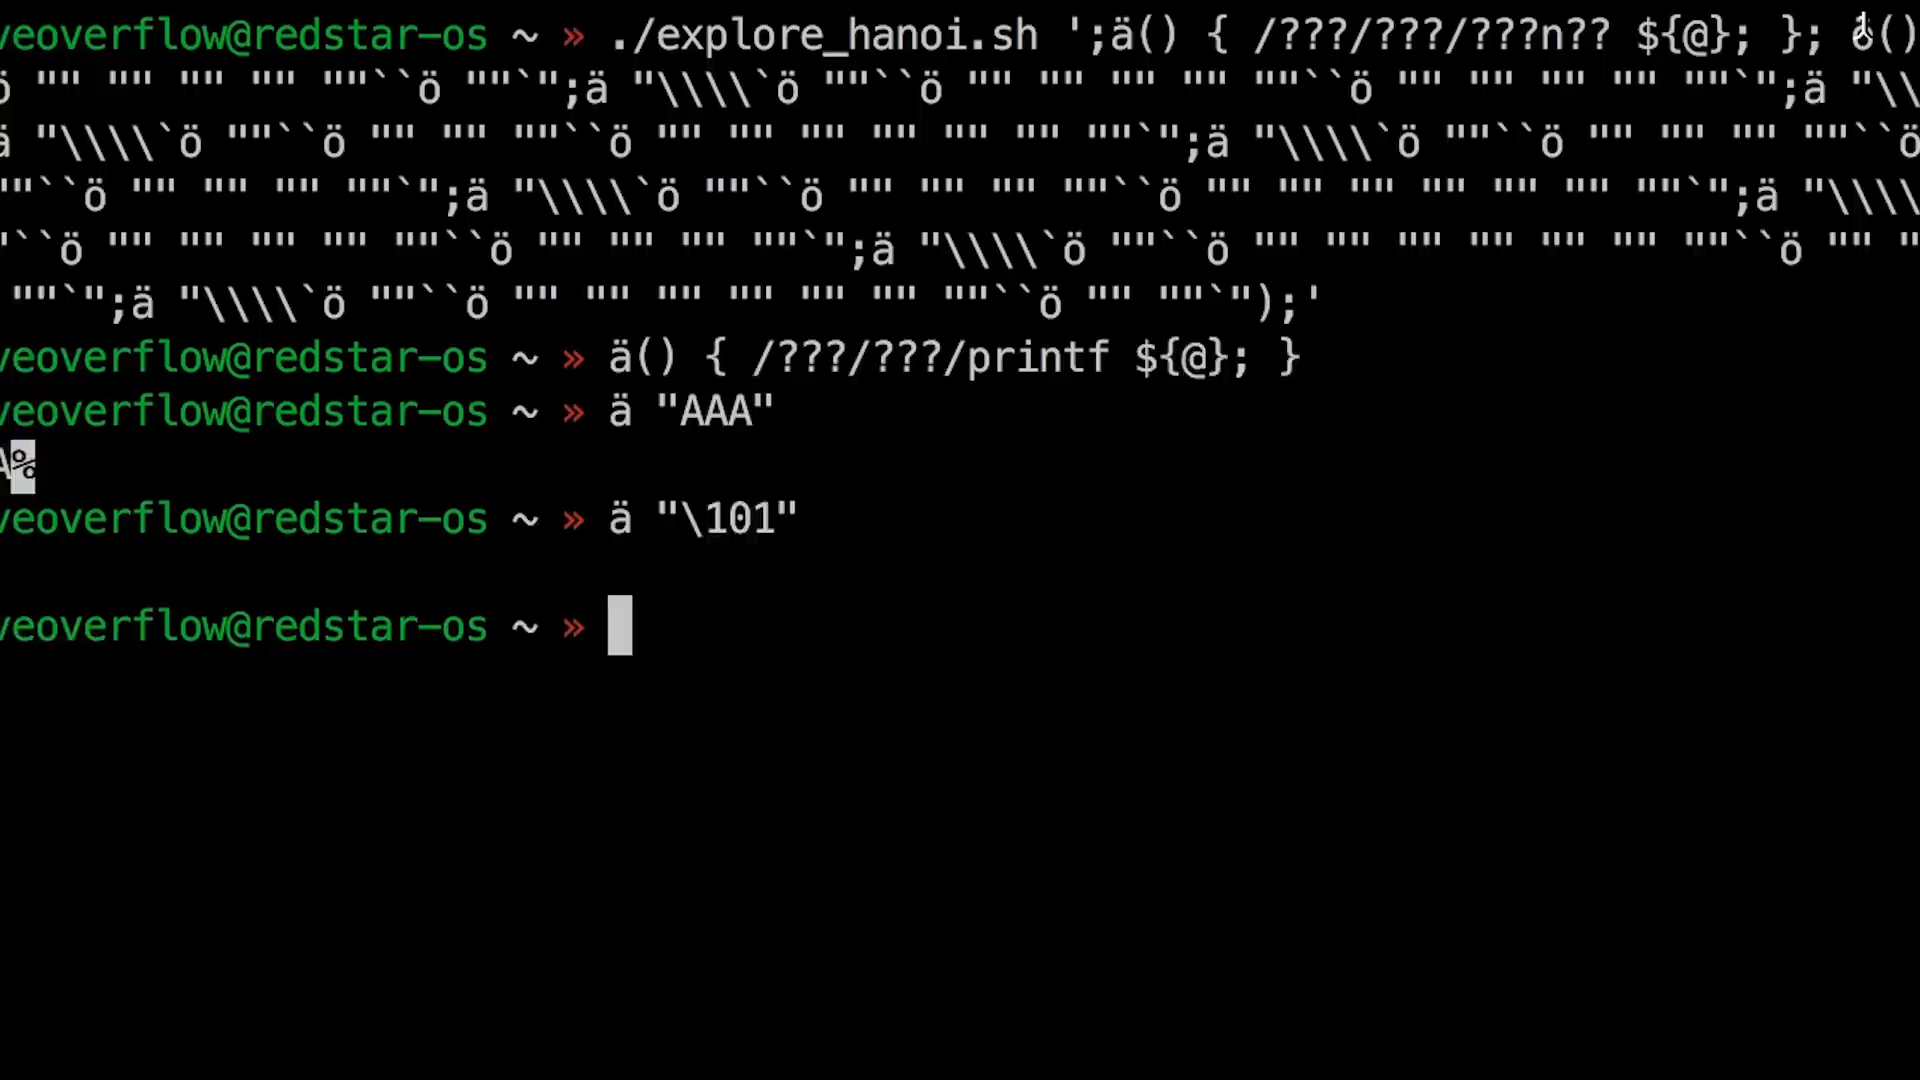 veoverflow@redstar-os ~ » ./explore_hanoi.sh ';ä() { /???/???/???n?? ${@}; }; ö()
ö "" "" "" "" ""``ö ""`";ä "\\\\`ö ""``ö "" "" "" "" ""``ö "" "" "" "" ""`";ä "\\
ä "\\\\`ö ""``ö "" "" ""``ö "" "" "" "" "" "" ""`";ä "\\\\`ö ""``ö "" "" "" ""``ö
""``ö "" "" "" ""`";ä "\\\\`ö ""``ö "" "" "" ""``ö "" "" "" "" "" "" ""`";ä "\\\\
"``ö "" "" "" "" ""``ö "" "" "" ""`";ä "\\\\`ö ""``ö "" "" "" "" "" "" ""``ö "" "
""`";ä "\\\\`ö ""``ö "" "" "" "" "" "" ""``ö "" ""`");'
veoverflow@redstar-os ~ » ä() { /???/???/printf ${@}; }
veoverflow@redstar-os ~ » ä "AAA"
A%
veoverflow@redstar-os ~ » ä "\101"
veoverflow@redstar-os ~ »